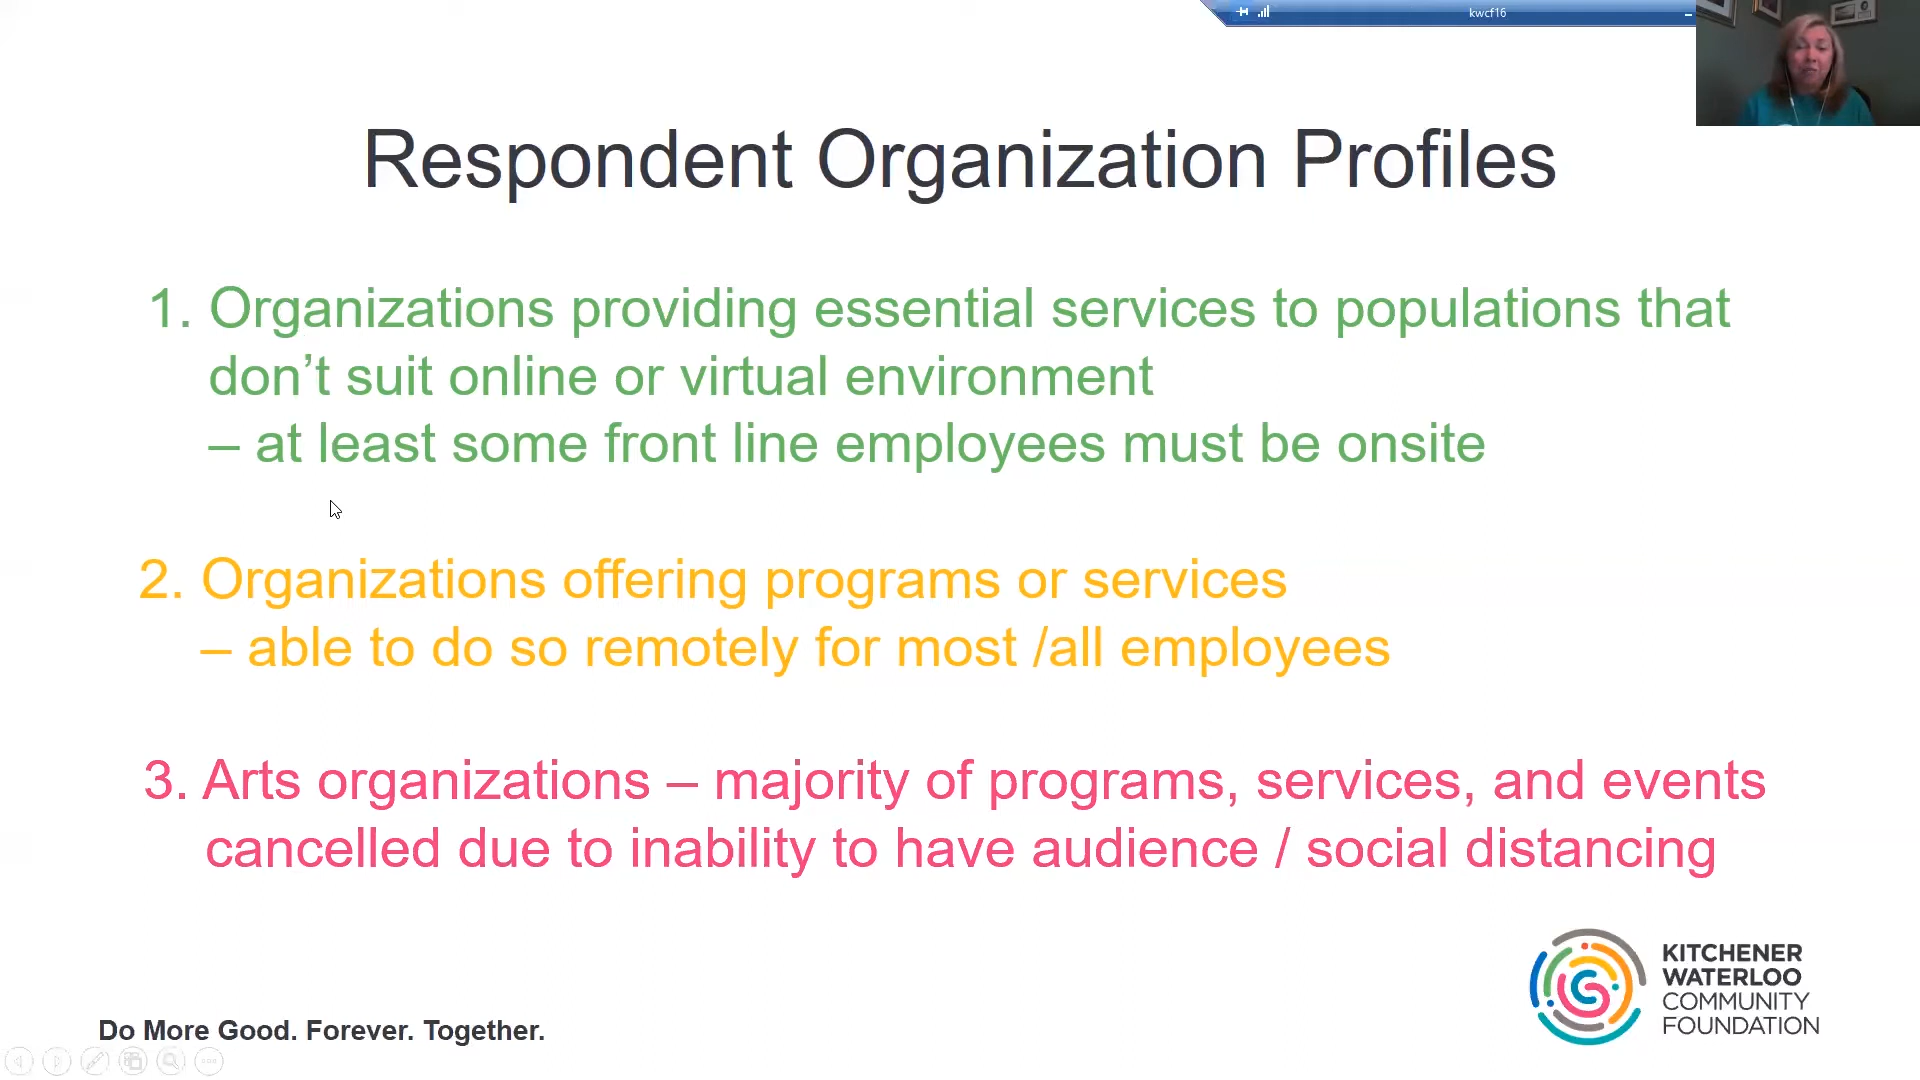 kwcf16
Respondent Organization Profiles
1. Organizations providing essential services to populations that
don’t suit online or virtual environment
– at least some front line employees must be onsite
2. Organizations offering programs or services
– able to do so remotely for most /all employees
3. Arts organizations – majority of programs, services, and events
cancelled due to inability to have audience / social distancing
KITCHENER
WATERLOO
COMMUNITY
FOUNDATION
Do More Good. Forever. Together.